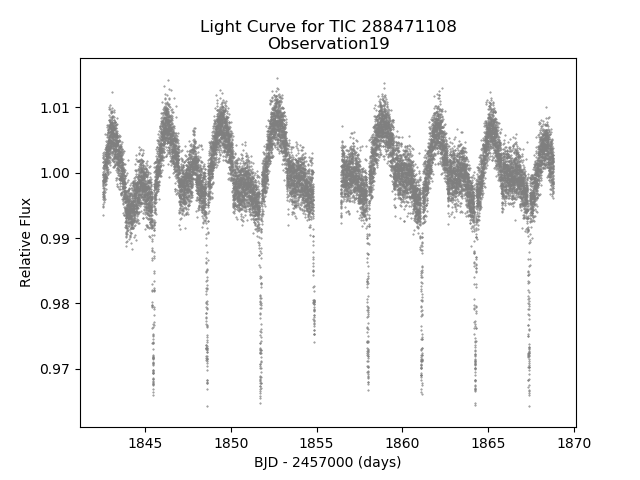 Light Curve for TIC 288471108
Observation19
1.01
1.00
0.99
0.98
0.97
Relative Flux
1845 1850 1855 1860 1865 1870
BJD - 2457000 (days)